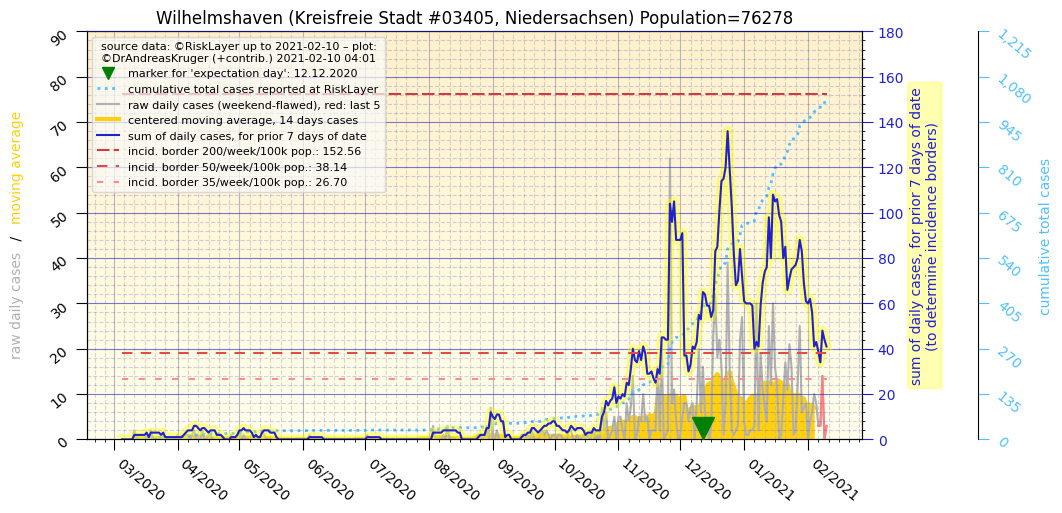 Wilhelmshaven (Kreisfreie Stadt #03405, Niedersachsen) Population=76278
source data: ©RiskLayer up to 2021-02-10 – plot:
©DrAndreasKruger (+contrib.) 2021-02-10 04:01
marker for 'expectation day': 12.12.2020
cumulative total cases reported at RiskLayer
raw daily cases (weekend-flawed), red: last 5
centered moving average, 14 days cases
sum of daily cases, for prior 7 days of date
incid. border 200/week/100k pop.: 152.56
incid. border 50/week/100k pop.: 38.14
incid. border 35/week/100k pop.: 26.70
raw daily cases / moving average
90
80
70
60
50
40
30
20
10
0
03/2020
04/2020
05/2020
06/2020
07/2020
08/2020
09/2020
10/2020
11/2020
12/2020
01/2021
02/2021
180
160
140
120
100
80
60
40
20
0
sum of daily cases, for prior 7 days of date
(to determine incidence borders)
1,215
1,080
945
810
675
540
405
270
135
0
cumulative total cases